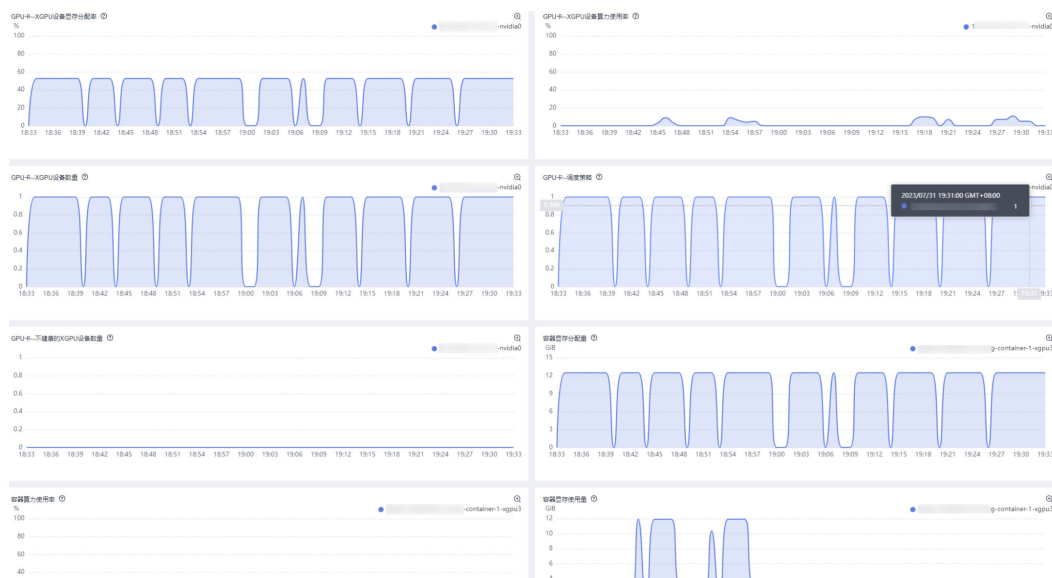 GPU卡--XGPU设备显存分配率
%
-nvidia0
100
80
60
40
20
0
18:33 18:36 18:39 18:42 18:45 18:48 18:51 18:54 18:57 19:00 19:03 19:06 19:09 19:12 19:15 19:18 19:21 19:24 19:27 19:30 19:33
GPU卡--XGPU设备算力使用率
%
1 -nvidia0
100
80
60
40
20
0
18:33 18:36 18:39 18:42 18:45 18:48 18:51 18:54 18:57 19:00 19:03 19:06 19:09 19:12 19:15 19:18 19:21 19:24 19:27 19:30 19:33
GPU卡--XGPU设备数量
-nvidia0
1
0.8
0.6
0.4
0.2
0
18:33 18:36 18:39 18:42 18:45 18:48 18:51 18:54 18:57 19:00 19:03 19:06 19:09 19:12 19:15 19:18 19:21 19:24 19:27 19:30 19:33
GPU卡--调度策略
-nvidia0
2023/07/31 19:31:00 GMT+08:00
1
1
0.8
0.6
0.4
0.2
0
18:33 18:36 18:39 18:42 18:45 18:48 18:51 18:54 18:57 19:00 19:03 19:06 19:09 19:12 19:15 19:18 19:21 19:24 19:27 19:31 9:33
GPU卡--不健康的XGPU设备数量
-nvidia0
1
0.8
0.6
0.4
0.2
0
18:33 18:36 18:39 18:42 18:45 18:48 18:51 18:54 18:57 19:00 19:03 19:06 19:09 19:12 19:15 19:18 19:21 19:24 19:27 19:30 19:33
容器显存分配量
GiB
g-container-1-xgpu3
15
12
9
6
3
0
18:33 18:36 18:39 18:42 18:45 18:48 18:51 18:54 18:57 19:00 19:03 19:06 19:09 19:12 19:15 19:18 19:21 19:24 19:27 19:30 19:33
容器算力使用率
%
-container-1-xgpu3
100
80
60
40
容器显存使用量
GiB
g-container-1-xgpu3
12
10
8
6